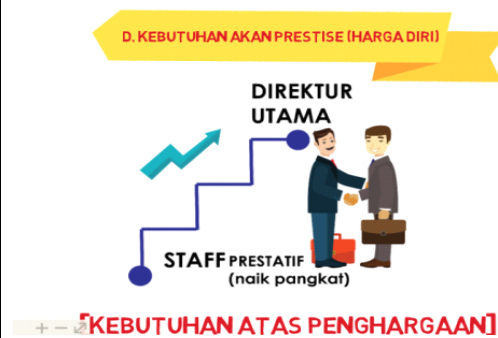 D. KEBUTUHAN AKAN PRESTISE (HARGA DIRI)
DIREKTUR
UTAMA
STAFF PRESTATIF
(naik pangkat)
[KEBUTUHAN ATAS PENGHARGAAN]